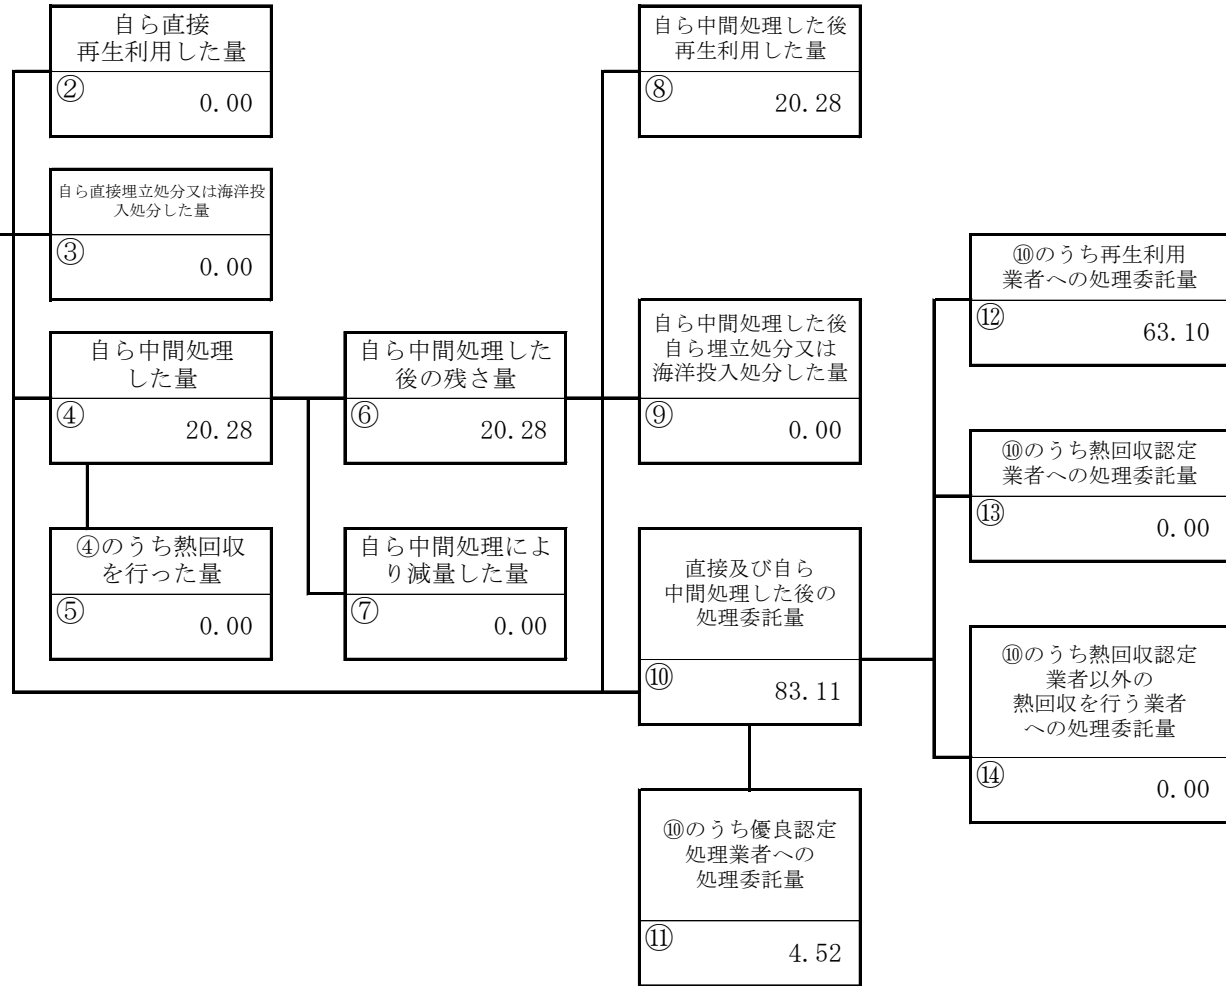 自ら直接
再生利用した量
②
0.00
自ら直接埋立処分又は海洋投
入処分した量
③
0.00
自ら中間処理
した量
④
20.28
④のうち熱回収
を行った量
⑤
0.00
自ら中間処理した
後の残さ量
⑥
20.28
自ら中間処理によ
り減量した量
⑦
0.00
自ら中間処理した後
再生利用した量
⑧
20.28
自ら中間処理した後
自ら埋立処分又は
海洋投入処分した量
⑨
0.00
直接及び自ら
中間処理した後の
処理委託量
⑩
83.11
⑩のうち優良認定
処理業者への
処理委託量
⑪
4.52
⑩のうち再生利用
業者への処理委託量
⑫
63.10
⑩のうち熱回収認定
業者への処理委託量
⑬
0.00
⑩のうち熱回収認定
業者以外の
熱回収を行う業者
への処理委託量
⑭
0.00